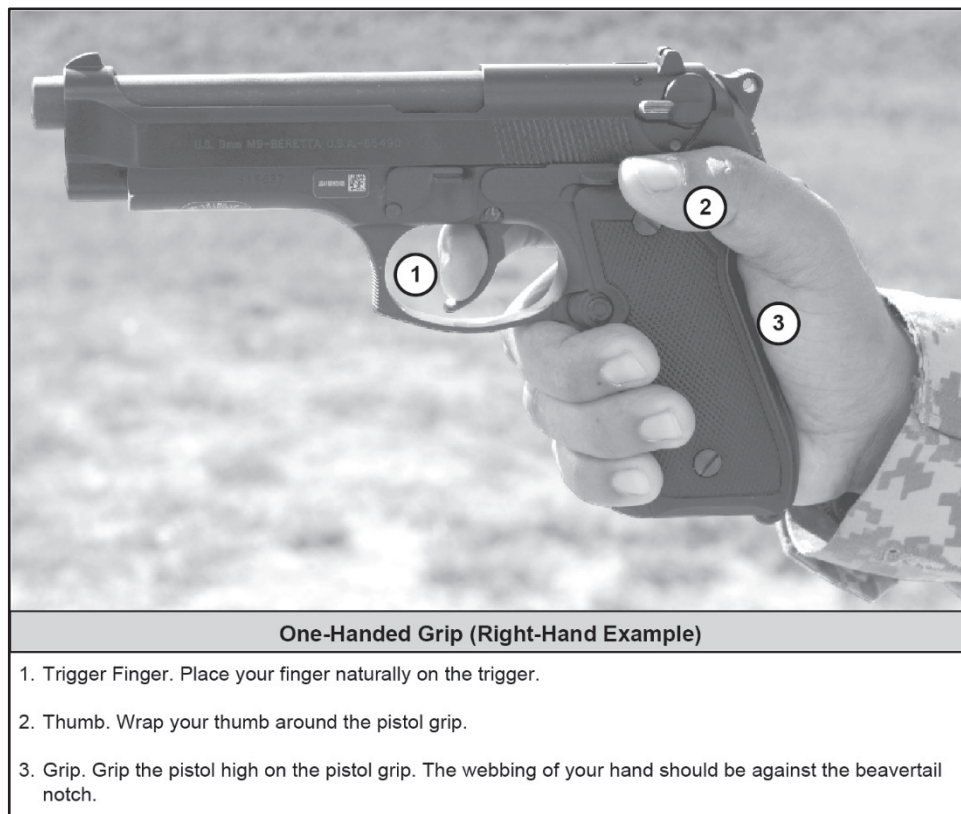 U.S. 9mm M9-BERETTA U.S.A.-65490
1
2
3
One-Handed Grip (Right-Hand Example)
1. Trigger Finger. Place your finger naturally on the trigger.
2. Thumb. Wrap your thumb around the pistol grip.
3. Grip. Grip the pistol high on the pistol grip. The webbing of your hand should be against the beavertail
notch.